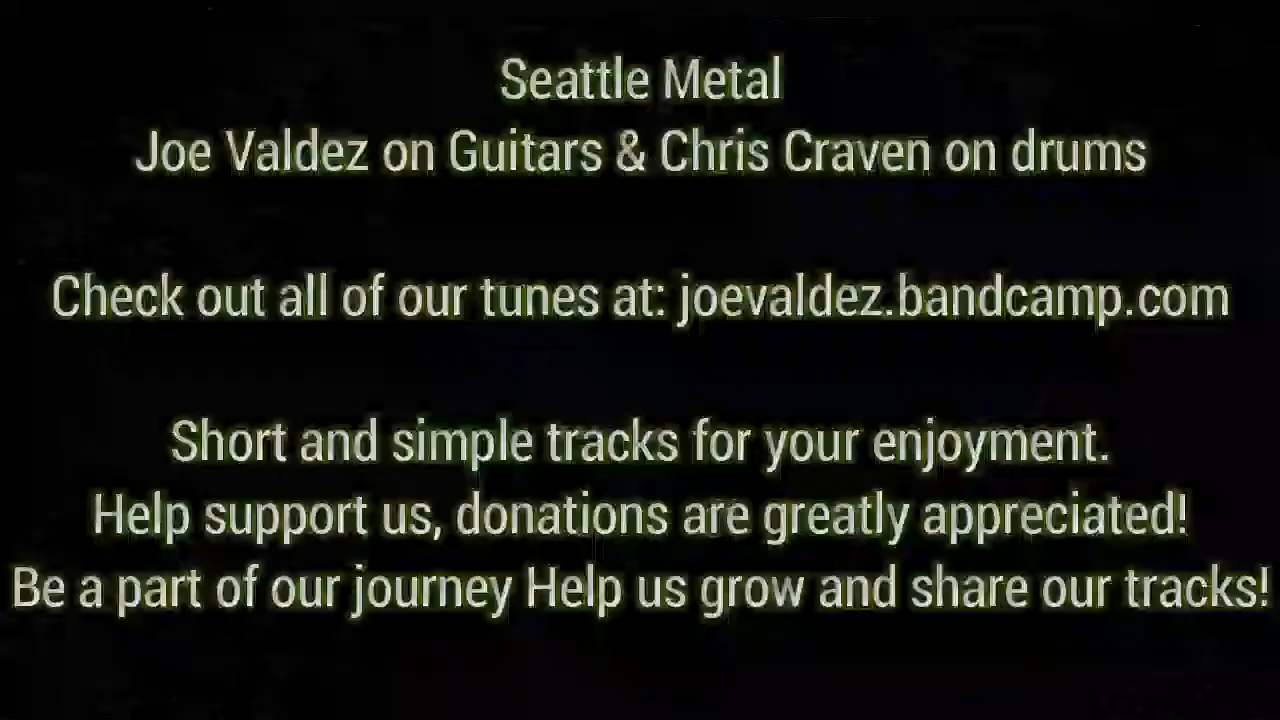 Seattle Metal
Joe Valdez on Guitars & Chris Craven on drums
Check out all of our tunes at: joevaldez.bandcamp.com
Short and simple tracks for your enjoyment.
Help support us, donations are greatly appreciated!
Be a part of our journey Help us grow and share our tracks!